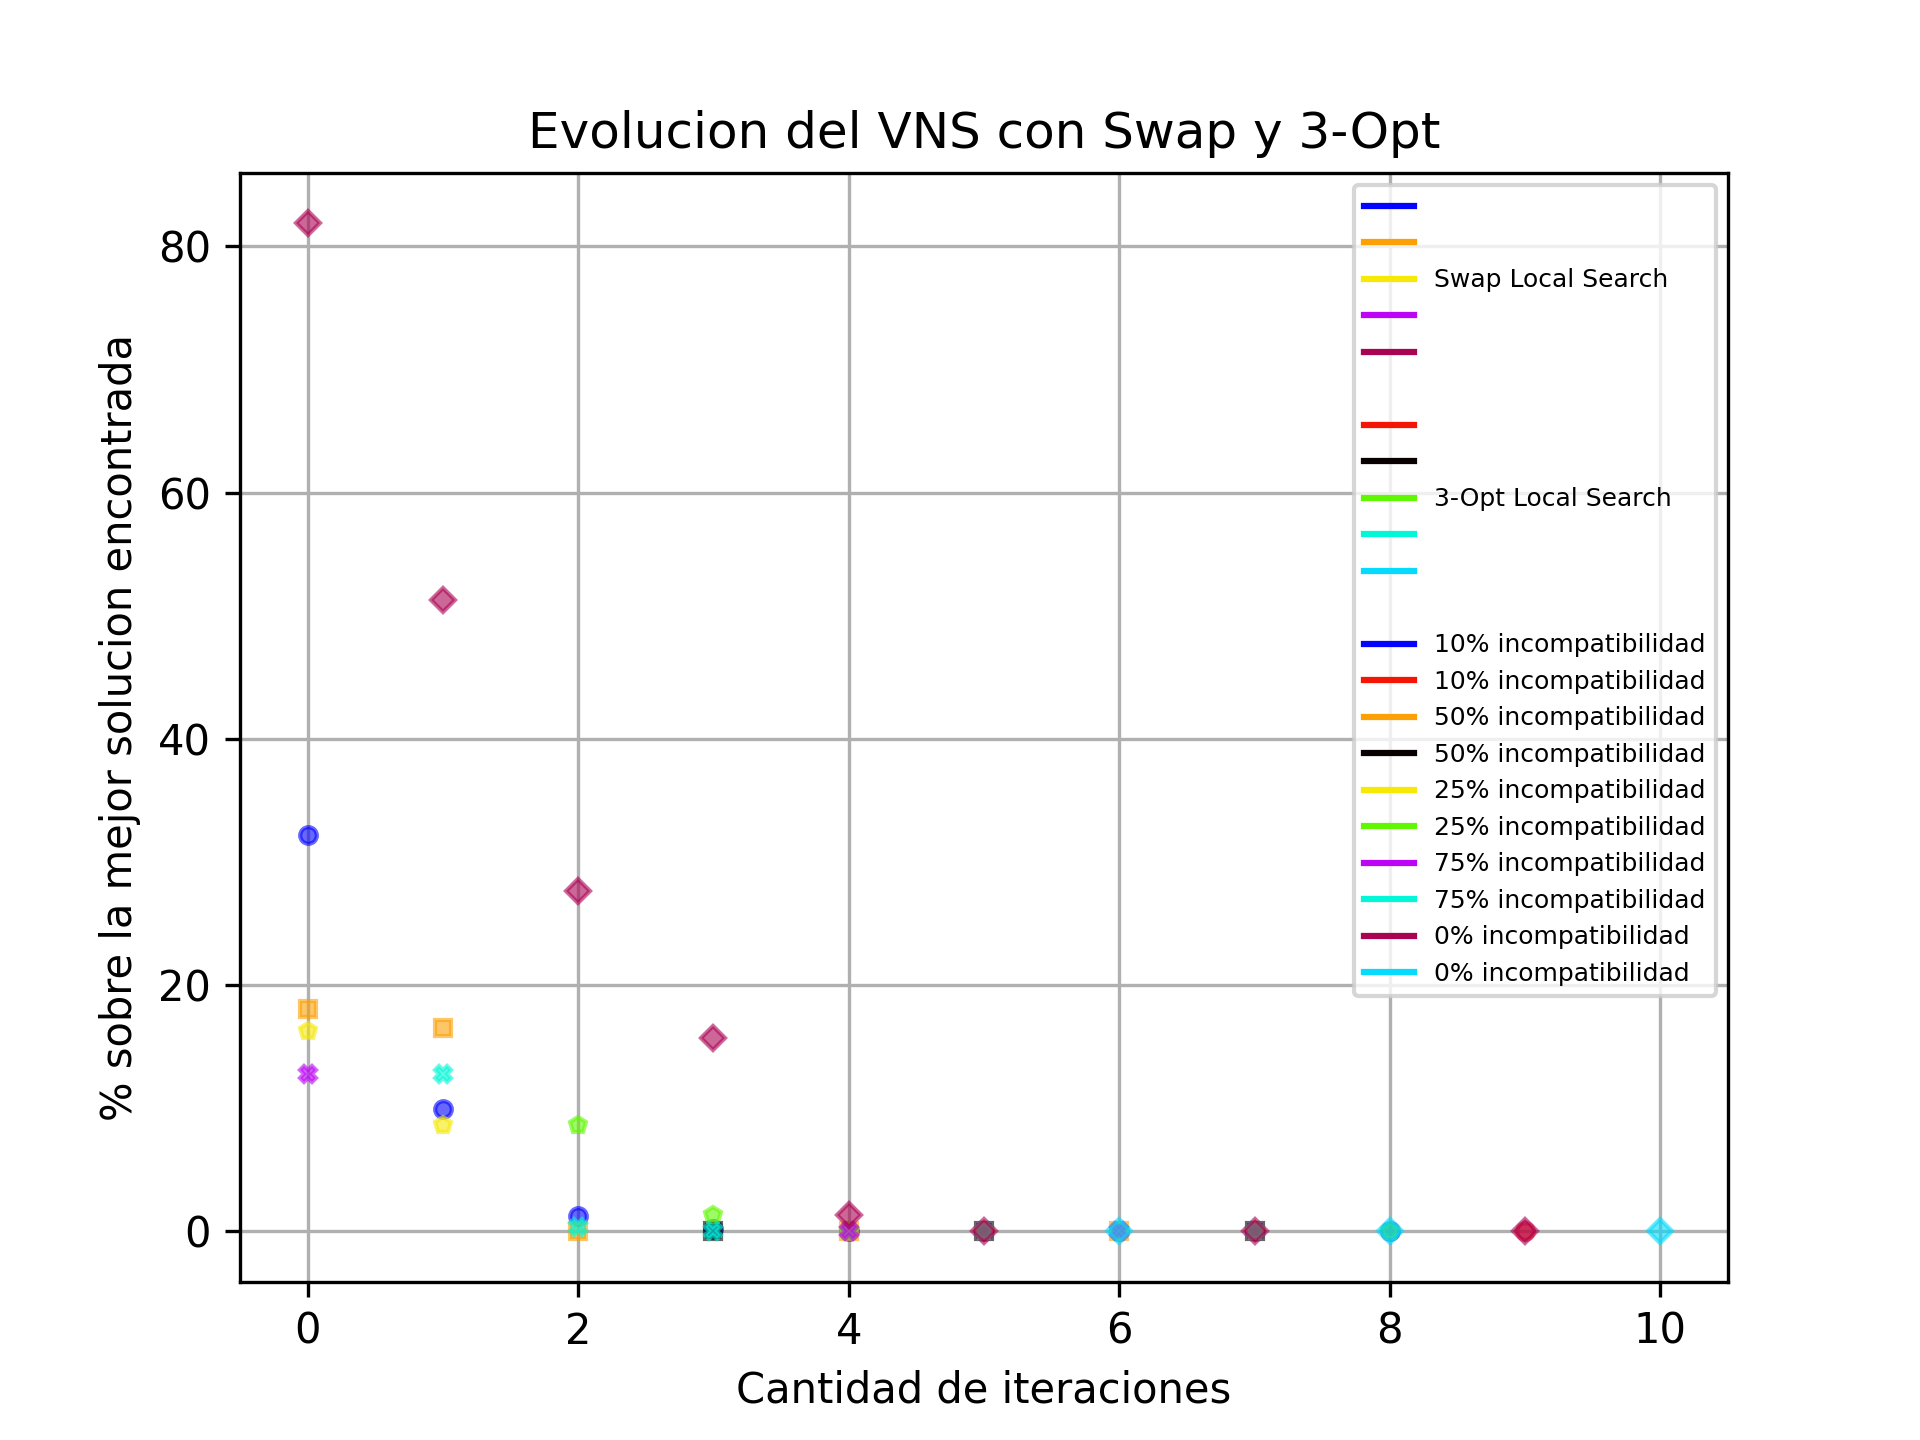 Evolucion del VNS con Swap y 3-Opt
% sobre la mejor solucion encontrada
80
60
40
20
0
Swap Local Search
3-Opt Local Search
10% incompatibilidad
10% incompatibilidad
50% incompatibilidad
50% incompatibilidad
25% incompatibilidad
25% incompatibilidad
75% incompatibilidad
75% incompatibilidad
0% incompatibilidad
0% incompatibilidad
0 2 4 6 8 10
Cantidad de iteraciones